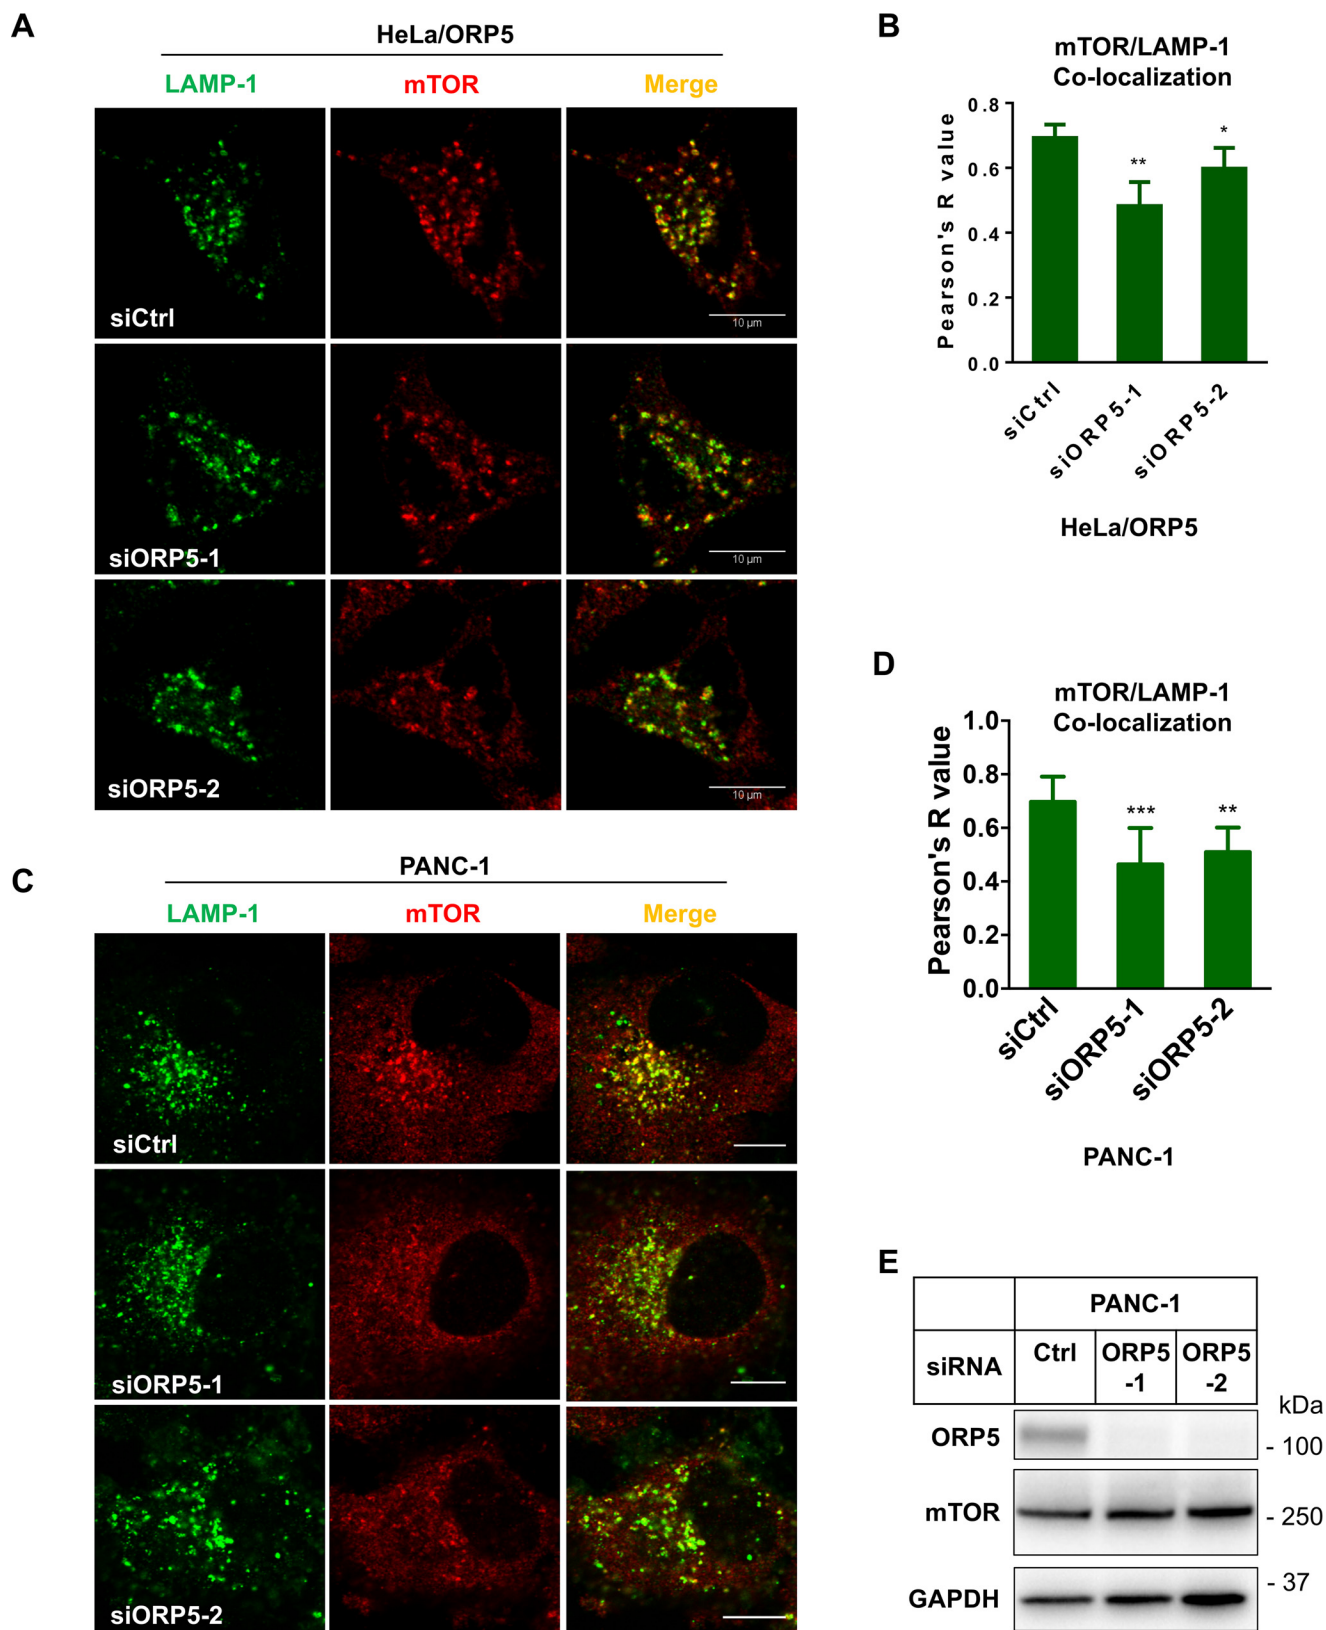 A
HeLa/ORP5
LAMP-1 mTOR Merge
siCtrl
10 µm
siORP5-1
10 µm
siORP5-2
10 µm
B
mTOR/LAMP-1
Co-localization
Pearson's R value
0.8
0.6
0.4
0.2
0.0
**
*
siCtrl
siORP5-1
siORP5-2
HeLa/ORP5
C
PANC-1
LAMP-1 mTOR Merge
siCtrl
siORP5-1
siORP5-2
D
mTOR/LAMP-1
Co-localization
Pearson's R value
1.0
0.8
0.6
0.4
0.2
0.0
***
**
siCtrl
siORP5-1
siORP5-2
PANC-1
E
PANC-1
siRNA Ctrl ORP5 ORP5
-1 -2
kDa
ORP5 - 100
mTOR - 250
- 37
GAPDH